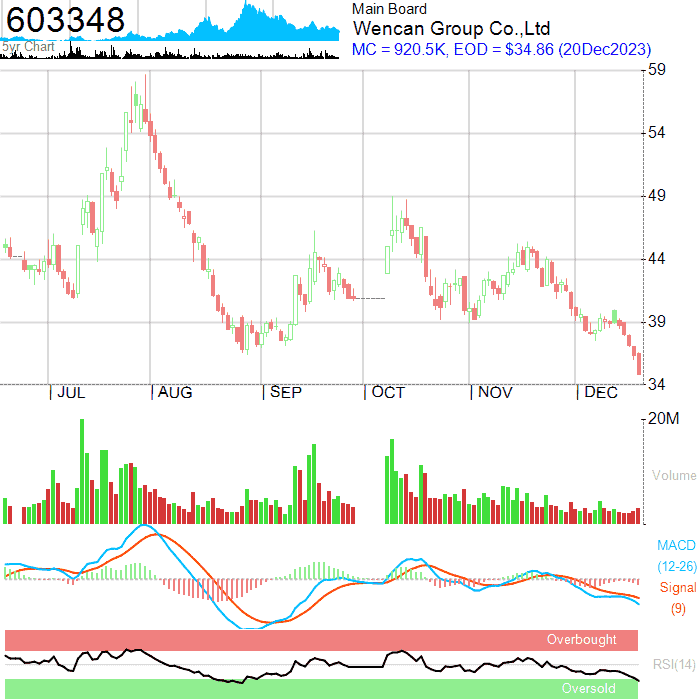 603348
5yr Chart
Main Board
Wencan Group Co.,Ltd
MC = 920.5K, EOD = $34.86 (20Dec2023)
59
54
49
44
39
34
JUL AUG SEP OCT NOV DEC
20M
Volume
MACD
(12-26)
Signal
(9)
Overbought
RSI(14)
Oversold